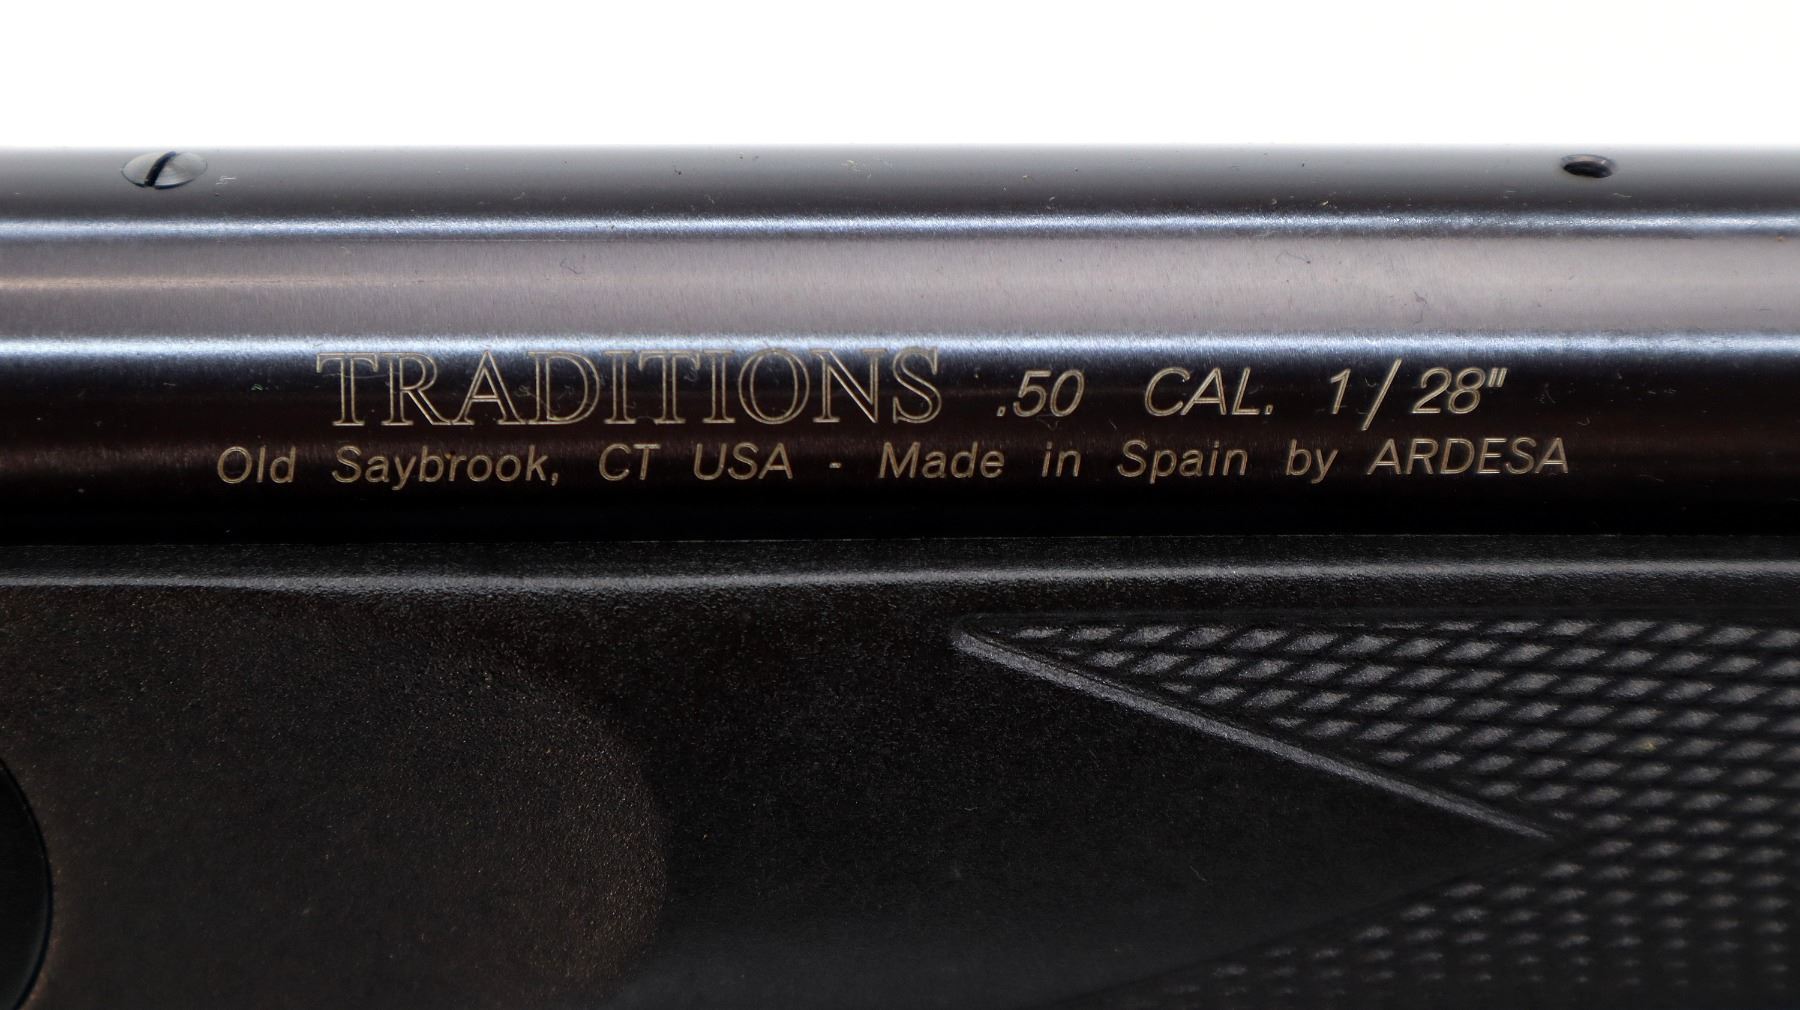 TRADITIONS .50 CAL. 1/28"
Old Saybrook, CT USA - Made in Spain by ARDESA